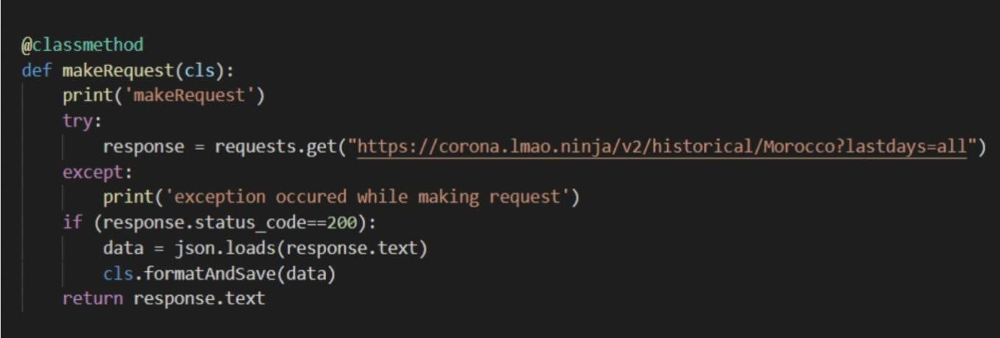 @classmethod
def makeRequest(cls):
    print('makeRequest')
    try:
        response = requests.get("https://corona.lmao.ninja/v2/historical/Morocco?lastdays=all")
    except:
        print('exception occured while making request')
    if (response.status_code==200):
        data = json.loads(response.text)
        cls.formatAndSave(data)
    return response.text